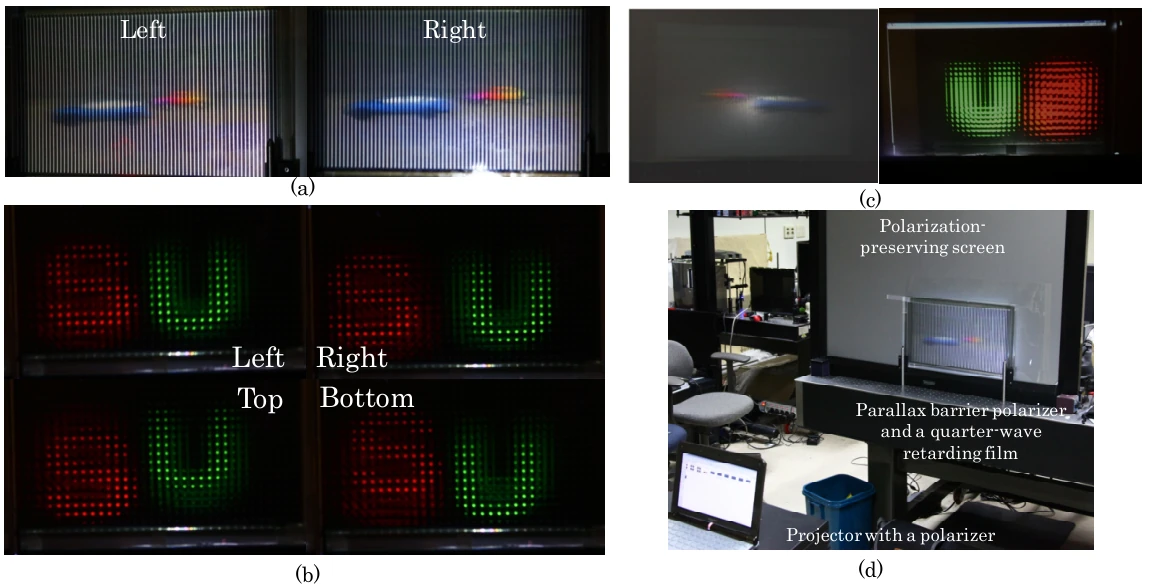 Left
Right
(a)
(c)
Left
Right
Top
Bottom
(b)
Polarization-
preserving screen
Parallax barrier polarizer
and a quarter-wave
retarding film
Projector with a polarizer
(d)